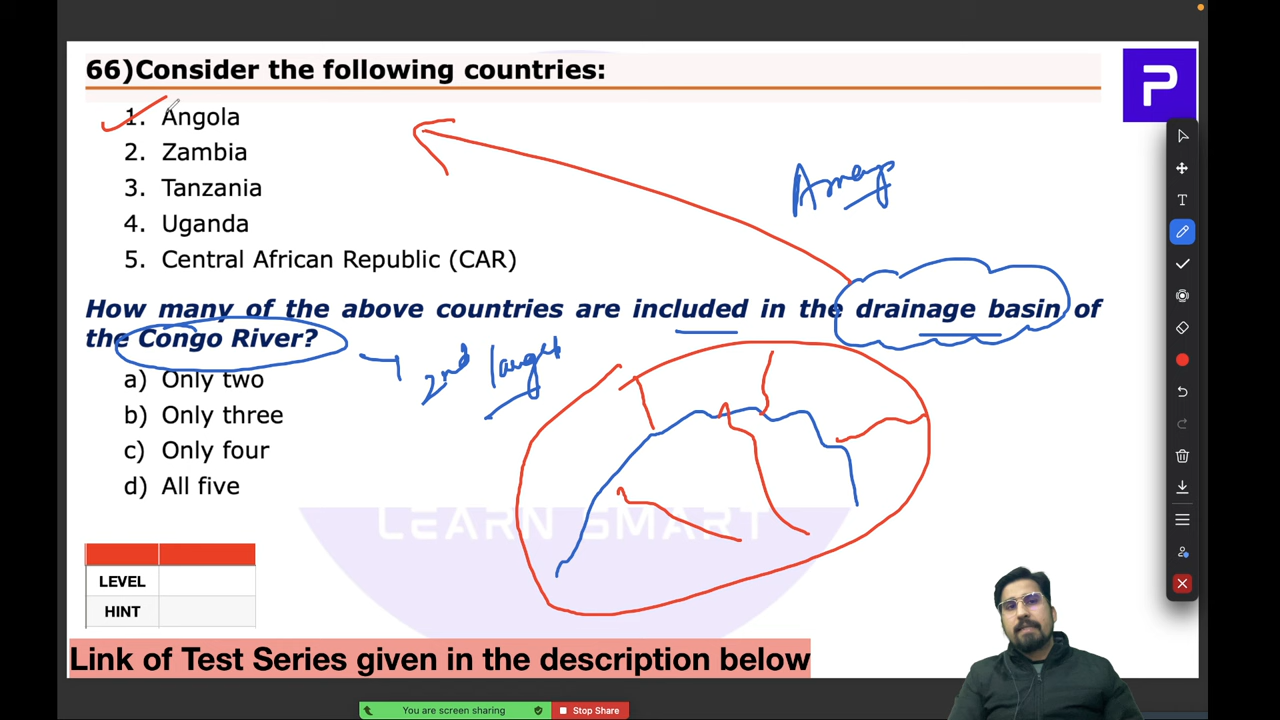 66)Consider the following countries:
1. Angola
2. Zambia
3. Tanzania
4. Uganda
5. Central African Republic (CAR)
How many of the above countries are included in the drainage basin of
the Congo River?
2nd largest
a) Only two
b) Only three
c) Only four
d) All five
LEARN SMART
LEVEL
HINT
Link of Test Series given in the description below
You are screen sharing
Stop Share